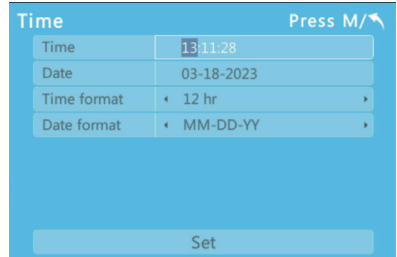 Time Press M/
Time 13:11:28
Date 03-18-2023
Time format 12 hr
Date format MM-DD-YY
Set